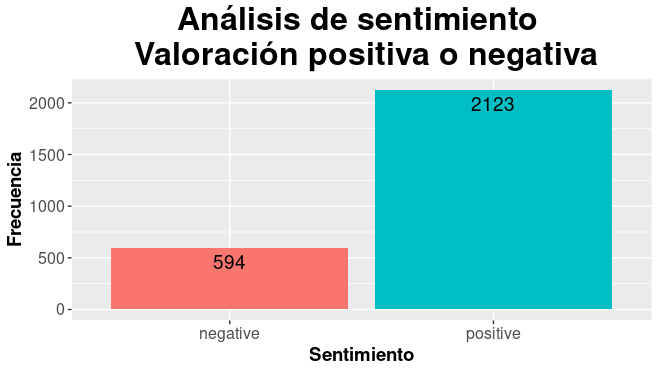 Análisis de sentimiento
Valoración positiva o negativa
Frecuencia
2000
1500
1000
500
0
2123
594
negative
positive
Sentimiento